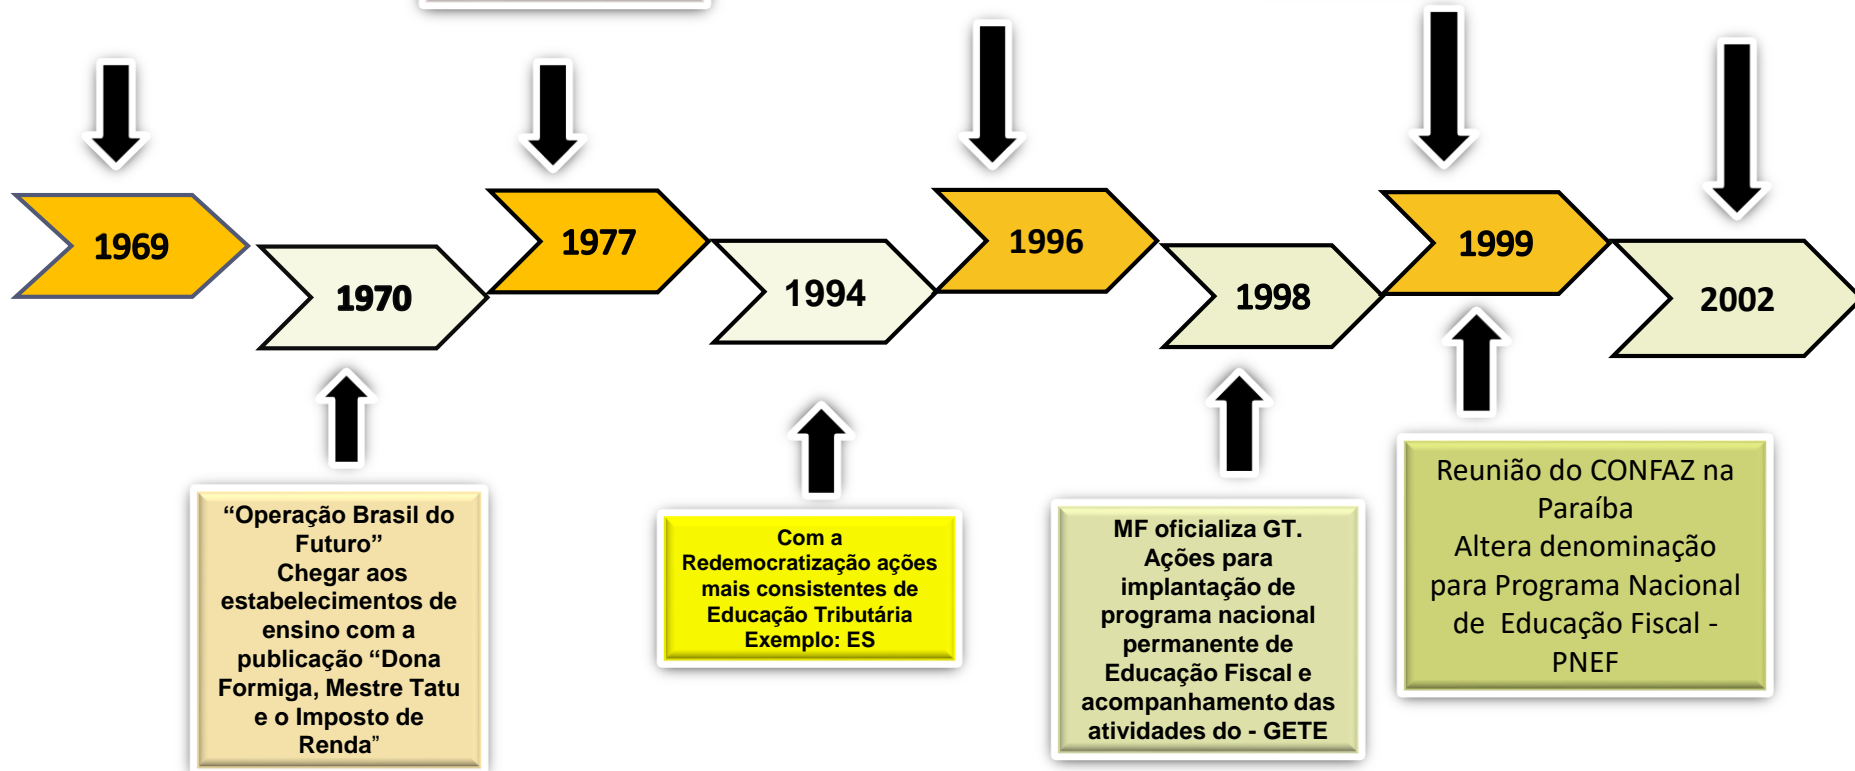 1969
1970
1977
1994
1996
1998
1999
2002
“Operação Brasil do
Futuro”
Chegar aos
estabelecimentos de
ensino com a
publicação “Dona
Formiga, Mestre Tatu
e o Imposto de
Renda”
Com a
Redemocratização ações
mais consistentes de
Educação Tributária
Exemplo: ES
MF oficializa GT.
Ações para
implantação de
programa nacional
permanente de
Educação Fiscal e
acompanhamento das
atividades do - GETE
Reunião do CONFAZ na
Paraíba
Altera denominação
para Programa Nacional
de Educação Fiscal -
PNEF